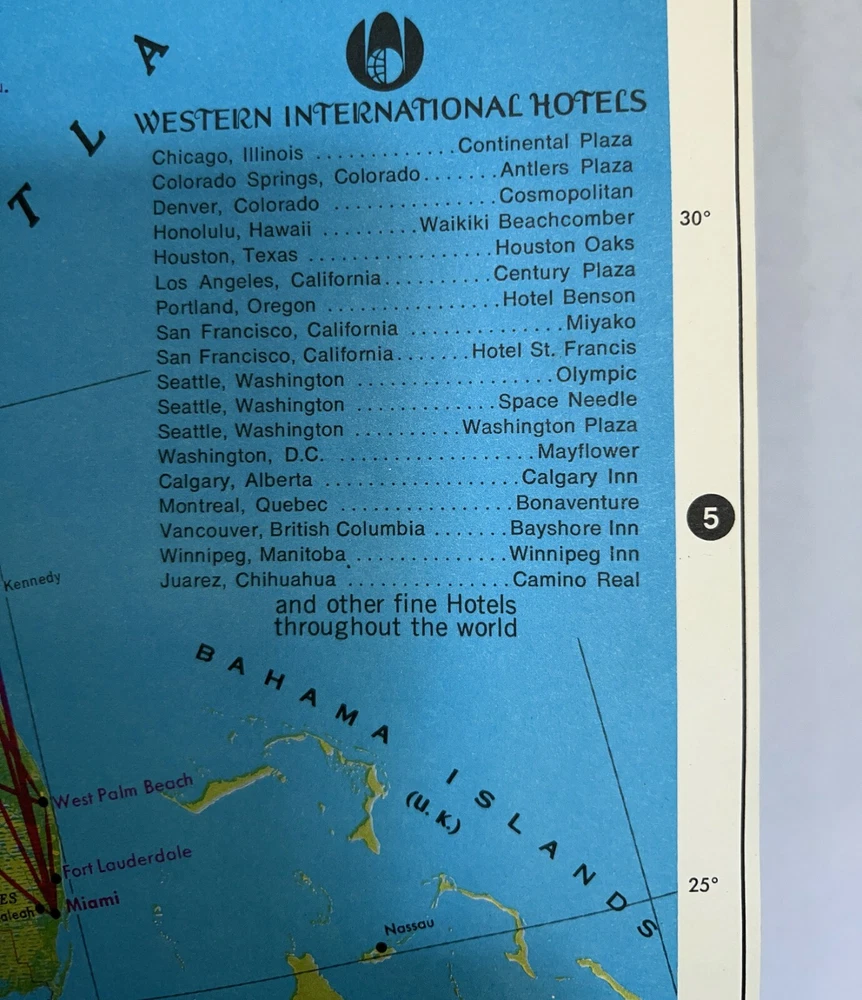 A
L
T
WESTERN INTERNATIONAL HOTELS
Chicago, Illinois ............. Continental Plaza
Colorado Springs, Colorado ....... Antlers Plaza
Denver, Colorado .............. Cosmopolitan
Honolulu, Hawaii ......... Waikiki Beachcomber
Houston, Texas ................. Houston Oaks
Los Angeles, California .......... Century Plaza
Portland, Oregon ................ Hotel Benson
San Francisco, California .............. Miyako
San Francisco, California ....... Hotel St. Francis
Seattle, Washington .................. Olympic
Seattle, Washington ............. Space Needle
Seattle, Washington .......... Washington Plaza
Washington, D.C. ................... Mayflower
Calgary, Alberta .................. Calgary Inn
Montreal, Quebec ................ Bonaventure
Vancouver, British Columbia ....... Bayshore Inn
Winnipeg, Manitoba .............. Winnipeg Inn
Juarez, Chihuahua ............... Camino Real
and other fine Hotels
throughout the world
30°
5
Kennedy
BAHAMA
ISLANDS
(U. K.)
West Palm Beach
Fort Lauderdale
Miami
ES
aleah
25°
Nassau